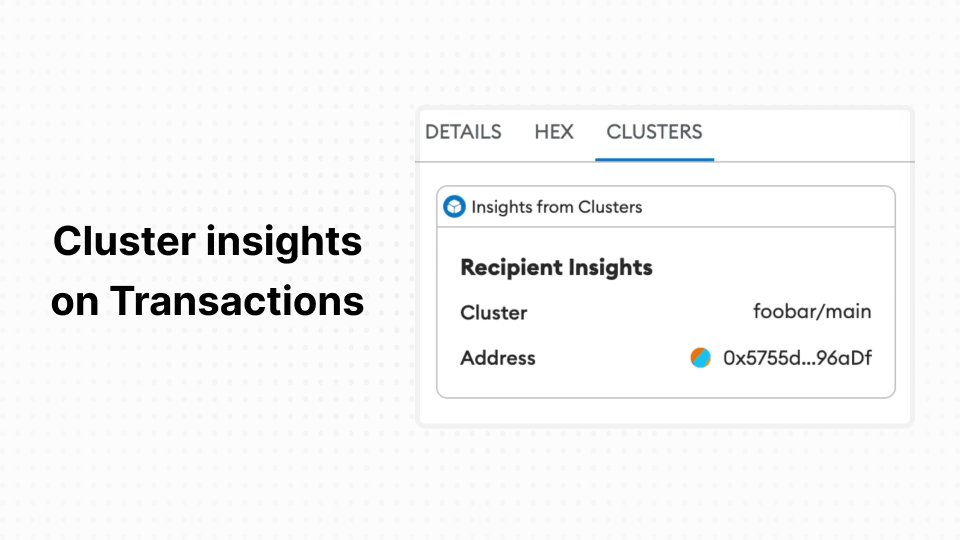 Cluster insights
on Transactions
DETAILS HEX CLUSTERS
Insights from Clusters
Recipient Insights
Cluster foobar/main
Address 0x5755d...96aDf